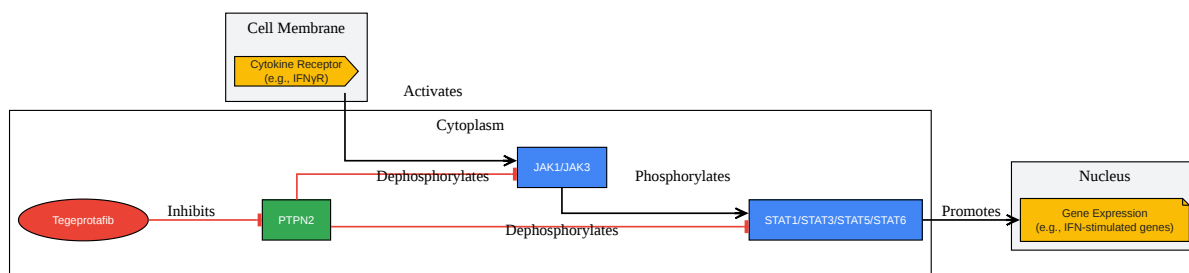 Cell Membrane
Cytokine Receptor
(e.g., IFNγR)
Activates
Cytoplasm
JAK1/JAK3
Dephosphorylates
Phosphorylates
Nucleus
Tegeprotafib
Inhibits
PTPN2
Dephosphorylates
STAT1/STAT3/STAT5/STAT6
Promotes
Gene Expression
(e.g., IFN-stimulated genes)